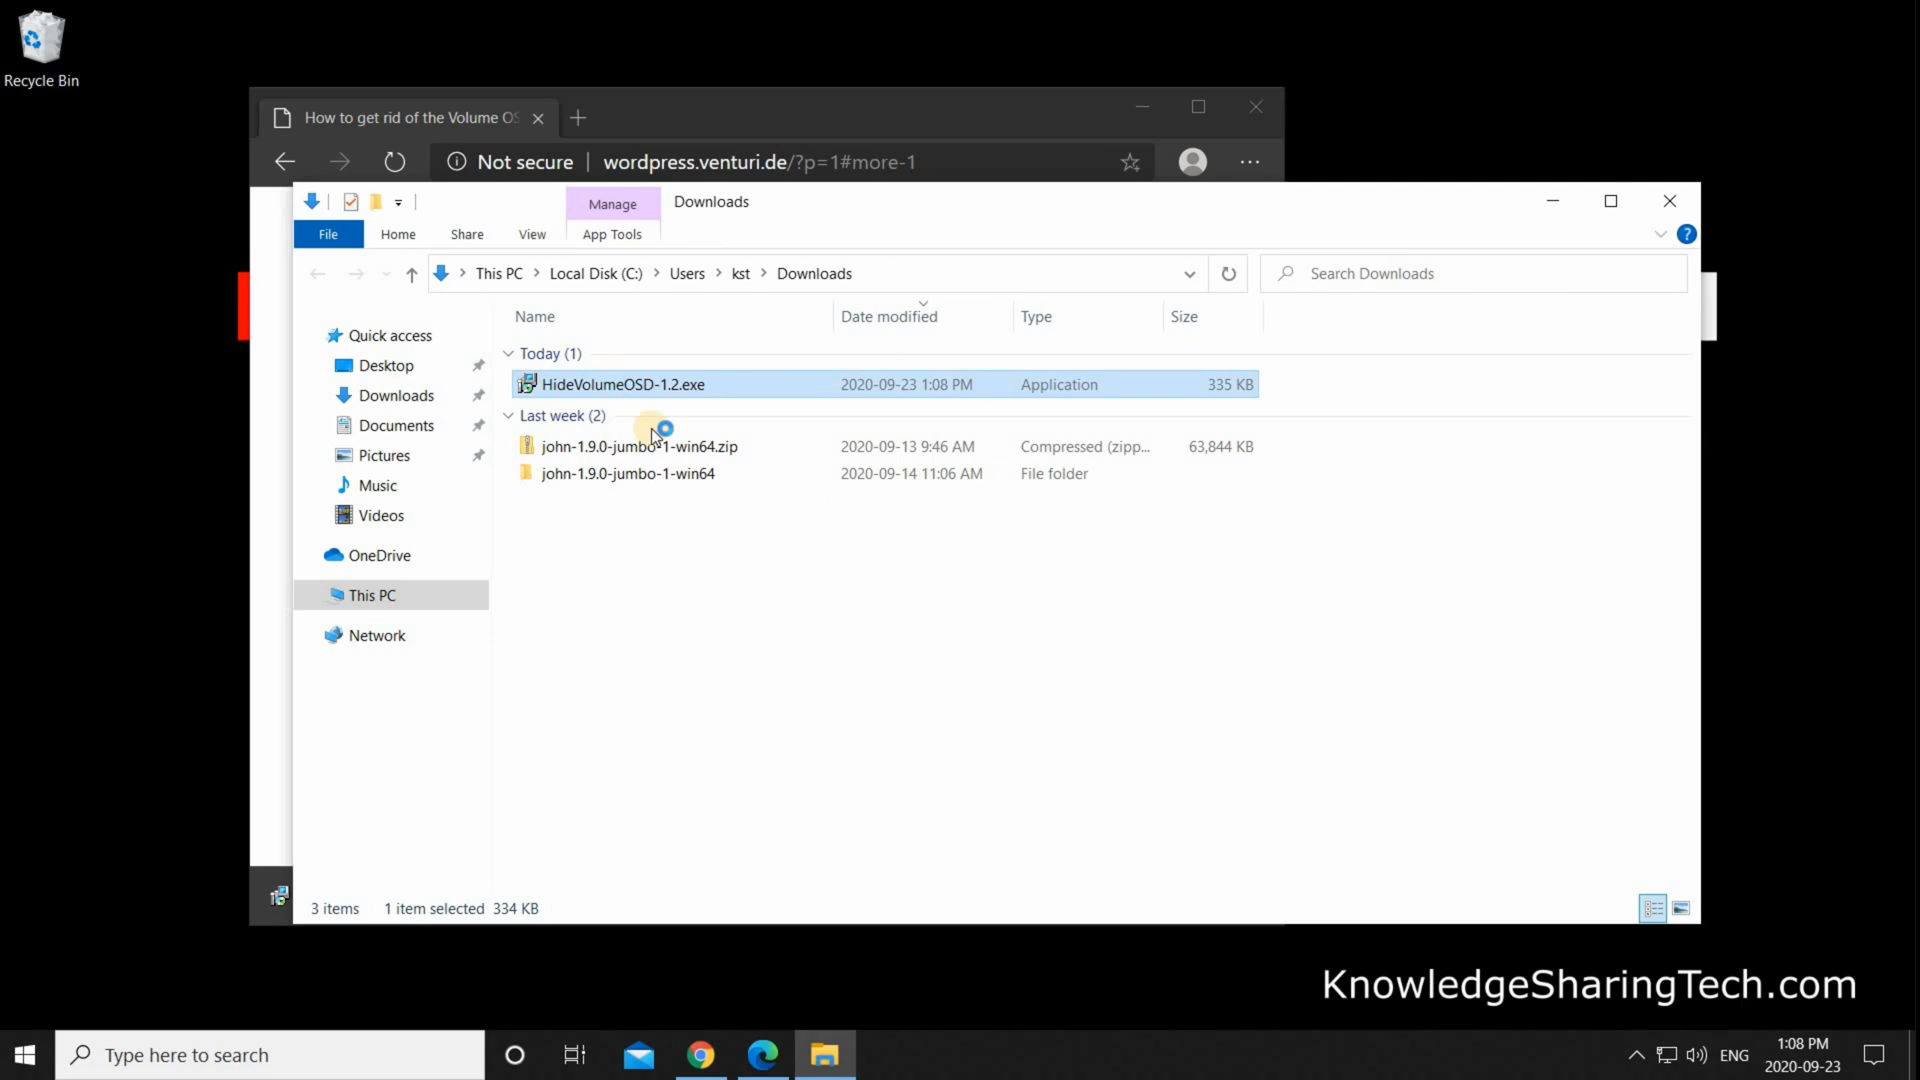 Recycle Bin
How to get rid of the Volume OS
Not secure | wordpress.venturi.de/?p=1#more-1
Manage Downloads
File Home Share View App Tools
This PC > Local Disk (C:) > Users > kst > Downloads
Search Downloads
Name Date modified Type Size
Quick access
Desktop
Downloads
Documents
Pictures
Music
Videos
OneDrive
This PC
Network
Today (1)
HideVolumeOSD-1.2.exe 2020-09-23 1:08 PM Application 335 KB
Last week (2)
john-1.9.0-jumbo-1-win64.zip 2020-09-13 9:46 AM Compressed (zipp... 63,844 KB
john-1.9.0-jumbo-1-win64 2020-09-14 11:06 AM File folder
3 items 1 item selected 334 KB
KnowledgeSharingTech.com
Type here to search
ENG
1:08 PM
2020-09-23